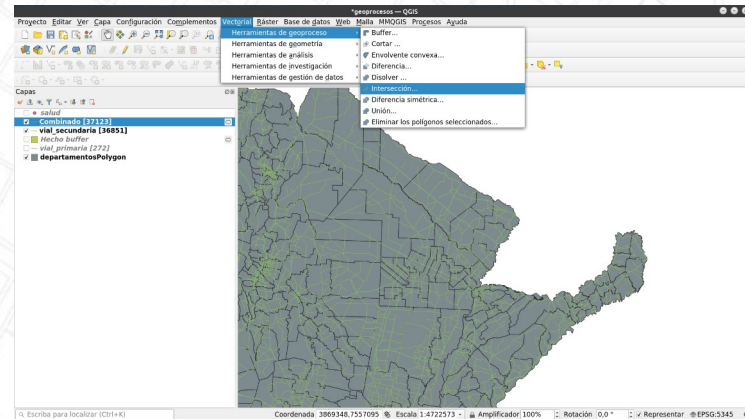 *geoprocesos — QGIS
Proyecto Editar Ver Capa Configuración Complementos Vectorial Ráster Base de datos Web Malla MMQGIS Procesos Ayuda
Herramientas de geoproceso
Herramientas de geometría
Herramientas de análisis
Herramientas de investigación
Herramientas de gestión de datos
Buffer...
Cortar ...
Envolvente convexa...
Diferencia...
Disolver ...
Intersección...
Diferencia simétrica...
Unión...
Eliminar los polígonos seleccionados...
Capas
salud
Combinado [37123]
vial_secundaria [36851]
Hecho buffer
vial_primaria [272]
departamentosPolygon
Escriba para localizar (Ctrl+K)
Coordenada 3869348,7557095 Escala 1:4722573 Amplificador 100% Rotación 0,0 ° Representar EPSG:5345